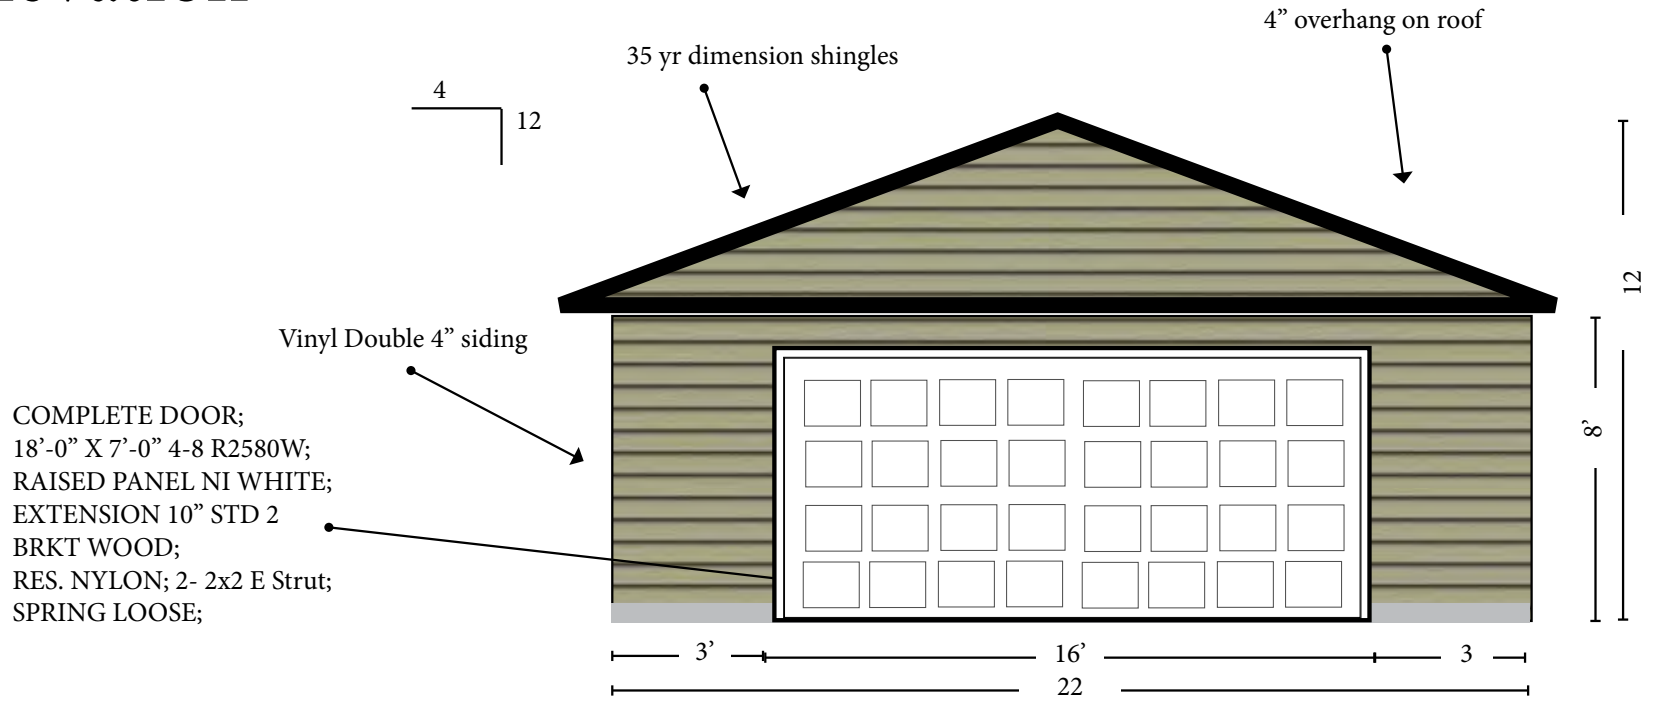 4” overhang on roof
35 yr dimension shingles
4
12
12
Vinyl Double 4” siding
8’
COMPLETE DOOR;
18’-0” X 7’-0” 4-8 R2580W;
RAISED PANEL NI WHITE;
EXTENSION 10” STD 2
BRKT WOOD;
RES. NYLON; 2- 2x2 E Strut;
SPRING LOOSE;
3’
16’
3
22